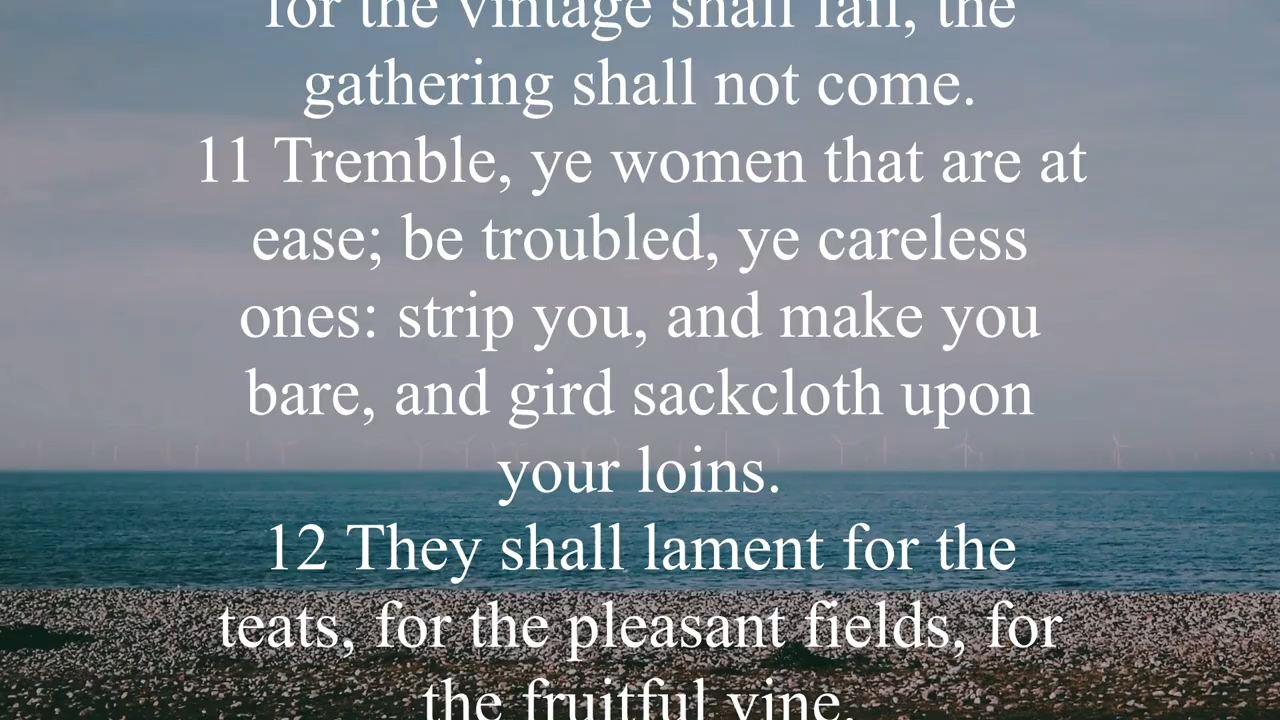 for the vintage shall fail, the
gathering shall not come.
11 Tremble, ye women that are at
ease; be troubled, ye careless
ones: strip you, and make you
bare, and gird sackcloth upon
your loins.
12 They shall lament for the
teats, for the pleasant fields, for
the fruitful vine.